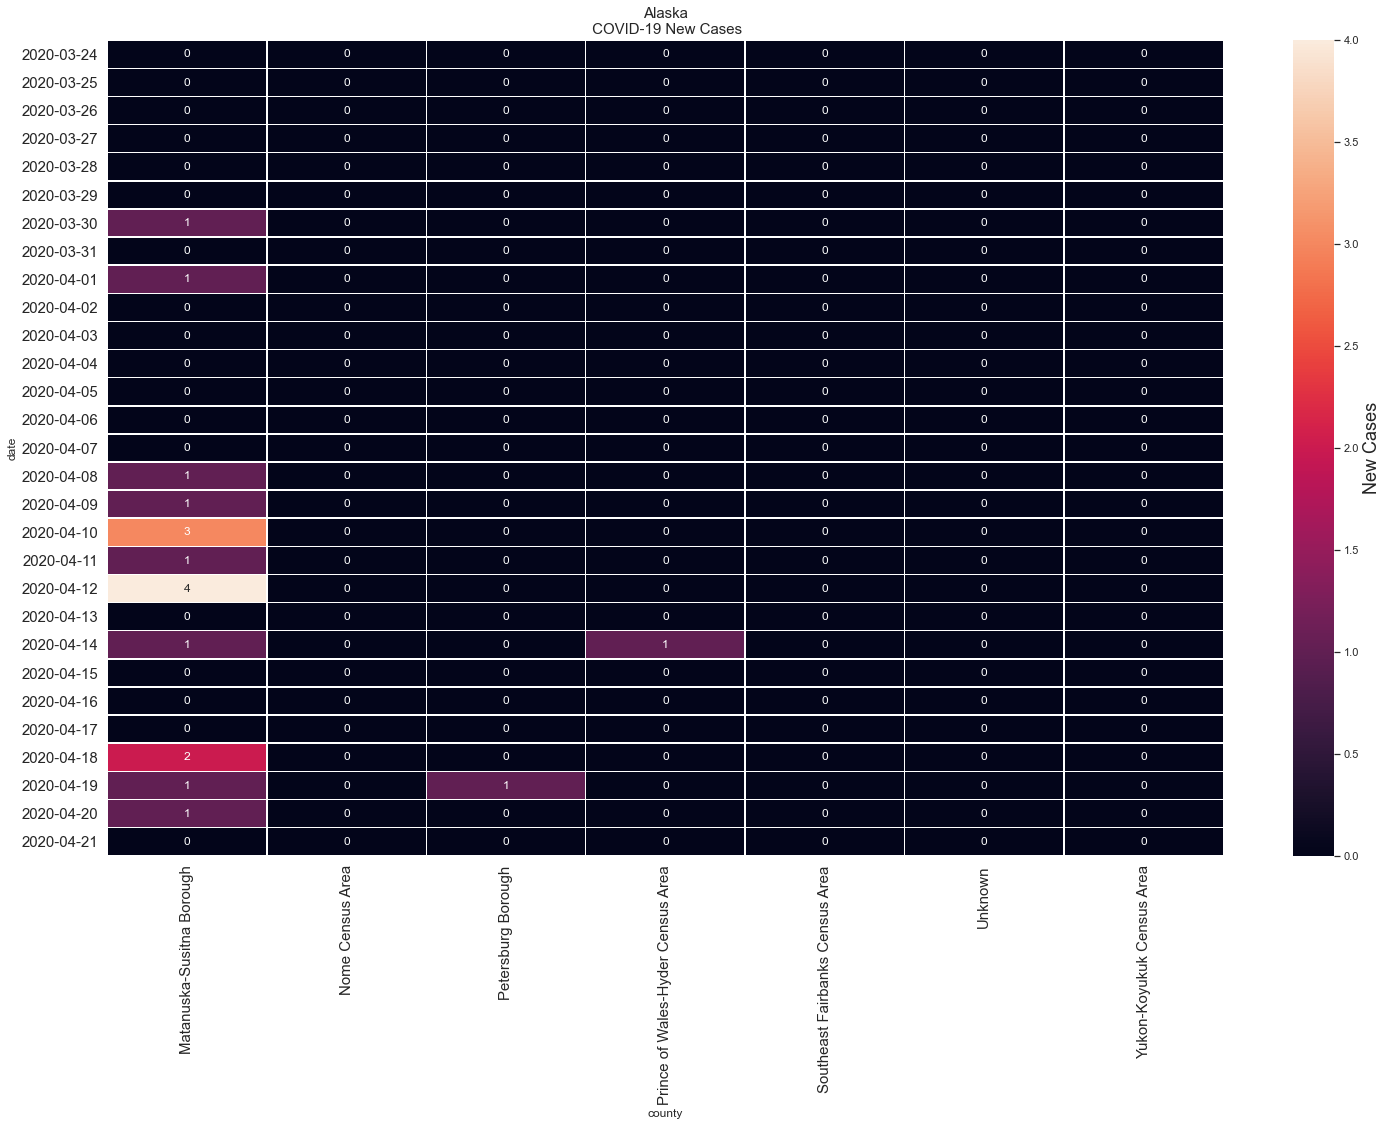 Alaska
COVID-19 New Cases
2020-03-24 0 0 0 0 0 0 0
2020-03-25 0 0 0 0 0 0 0
2020-03-26 0 0 0 0 0 0 0
2020-03-27 0 0 0 0 0 0 0
2020-03-28 0 0 0 0 0 0 0
2020-03-29 0 0 0 0 0 0 0
2020-03-30 1 0 0 0 0 0 0
2020-03-31 0 0 0 0 0 0 0
2020-04-01 1 0 0 0 0 0 0
2020-04-02 0 0 0 0 0 0 0
2020-04-03 0 0 0 0 0 0 0
2020-04-04 0 0 0 0 0 0 0
2020-04-05 0 0 0 0 0 0 0
2020-04-06 0 0 0 0 0 0 0
2020-04-07 0 0 0 0 0 0 0
2020-04-08 1 0 0 0 0 0 0
2020-04-09 1 0 0 0 0 0 0
2020-04-10 3 0 0 0 0 0 0
2020-04-11 1 0 0 0 0 0 0
2020-04-12 4 0 0 0 0 0 0
2020-04-13 0 0 0 0 0 0 0
2020-04-14 1 0 0 1 0 0 0
2020-04-15 0 0 0 0 0 0 0
2020-04-16 0 0 0 0 0 0 0
2020-04-17 0 0 0 0 0 0 0
2020-04-18 2 0 0 0 0 0 0
2020-04-19 1 0 1 0 0 0 0
2020-04-20 1 0 0 0 0 0 0
2020-04-21 0 0 0 0 0 0 0
date
Matanuska-Susitna Borough
Nome Census Area
Petersburg Borough
Prince of Wales-Hyder Census Area
Southeast Fairbanks Census Area
Unknown
Yukon-Koyukuk Census Area
county
4.0
3.5
3.0
2.5
2.0
1.5
1.0
0.5
0.0
New Cases